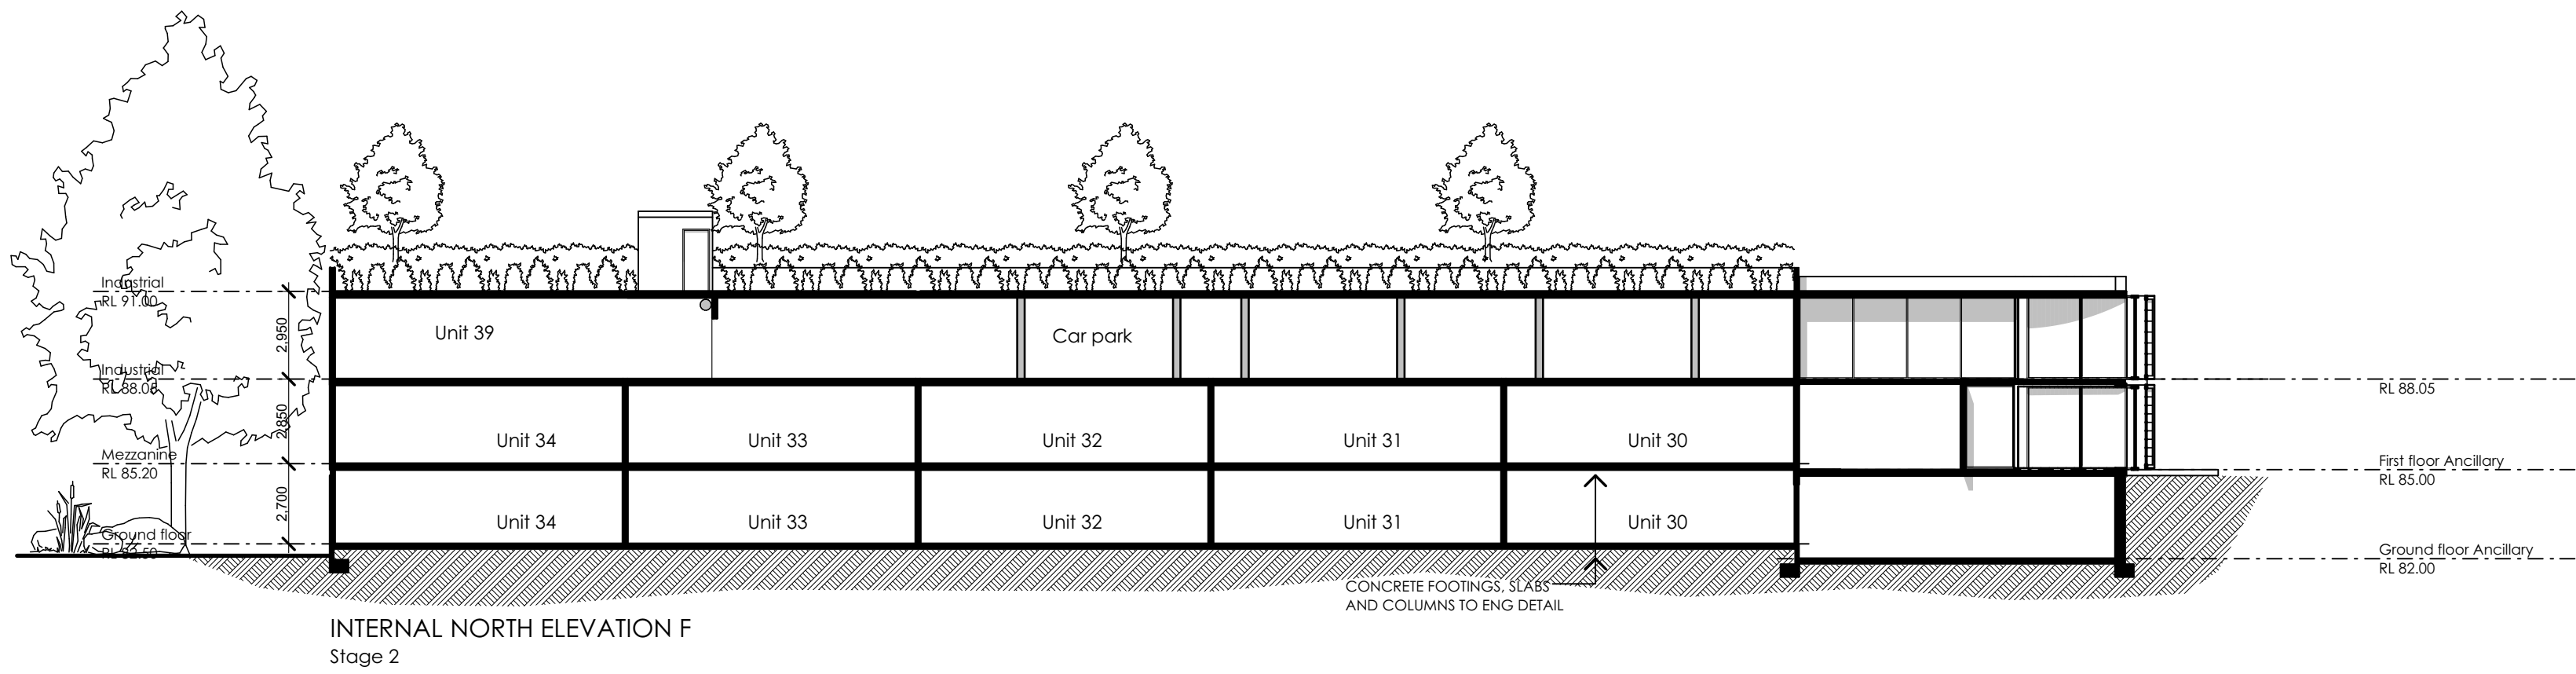 Industrial
RL 91.00
2,950
Unit 39
Car park
Industrial
RL 88.05
RL 88.05
2,850
Unit 34
Unit 33
Unit 32
Unit 31
Unit 30
Mezzanine
RL 85.20
First floor Ancillary
RL 85.00
2,700
Unit 34
Unit 33
Unit 32
Unit 31
Unit 30
Ground floor
RL 82.50
Ground floor Ancillary
RL 82.00
CONCRETE FOOTINGS, SLABS
AND COLUMNS TO ENG DETAIL
INTERNAL NORTH ELEVATION F
Stage 2